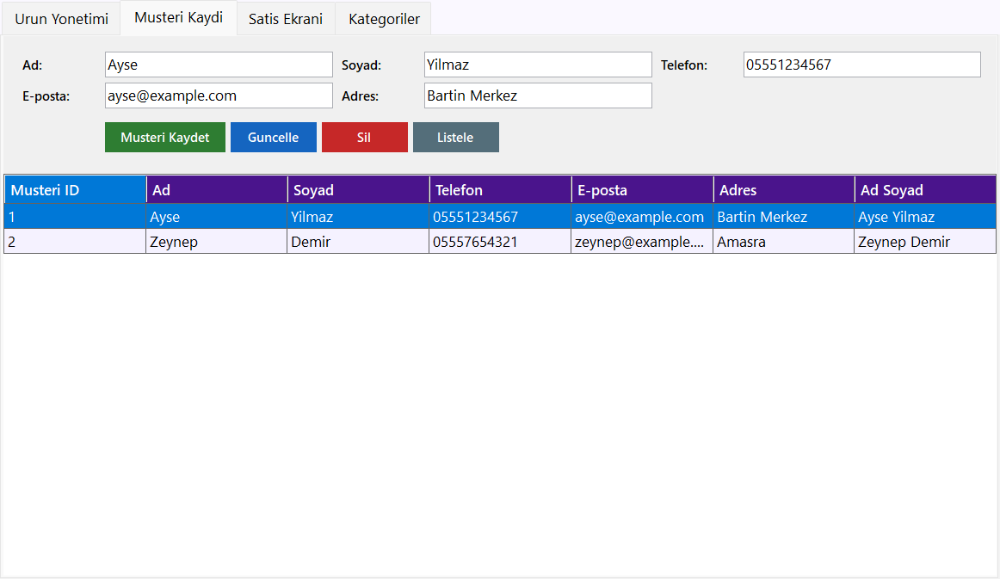 Urun Yonetimi Musteri Kaydi Satis Ekrani Kategoriler
Ad: Ayse Soyad: Yilmaz Telefon: 05551234567
E-posta: ayse@example.com Adres: Bartin Merkez
Musteri Kaydet Guncelle Sil Listele
Musteri ID Ad Soyad Telefon E-posta Adres Ad Soyad
1 Ayse Yilmaz 05551234567 ayse@example.com Bartin Merkez Ayse Yilmaz
2 Zeynep Demir 05557654321 zeynep@example.... Amasra Zeynep Demir